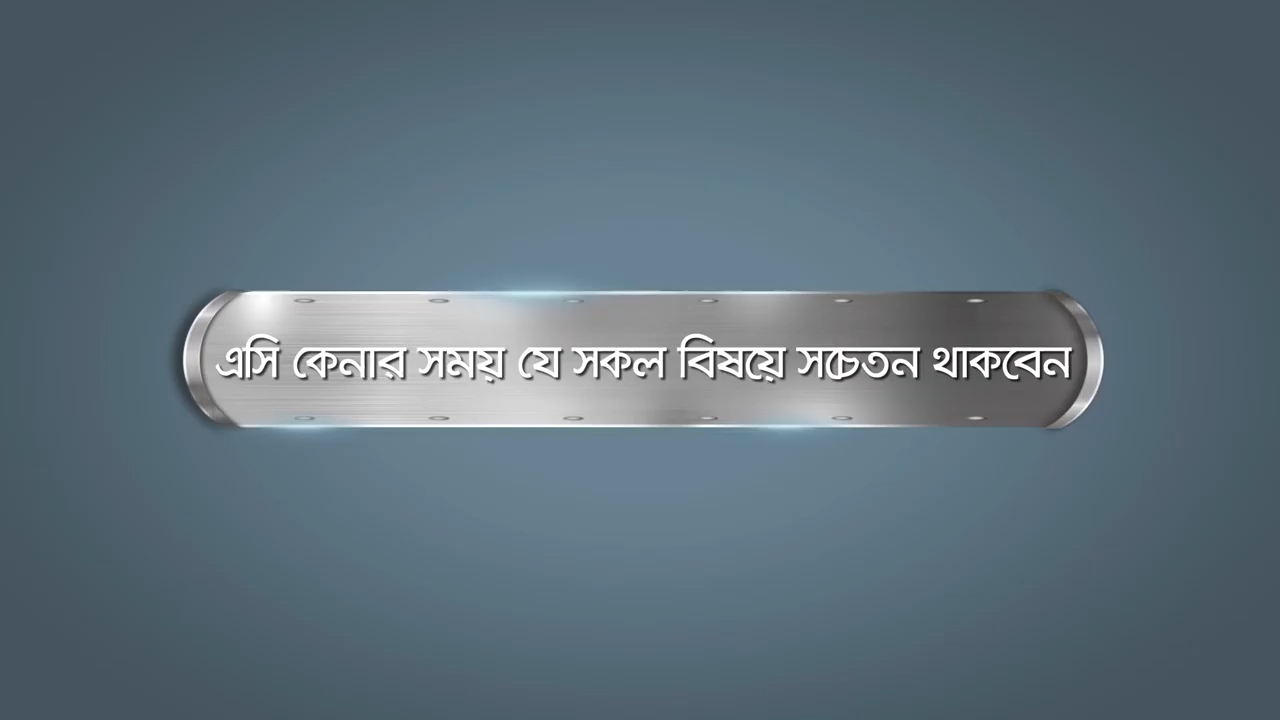 এসি কেনার সময় যে সকল বিষয়ে সচেতন থাকবেন